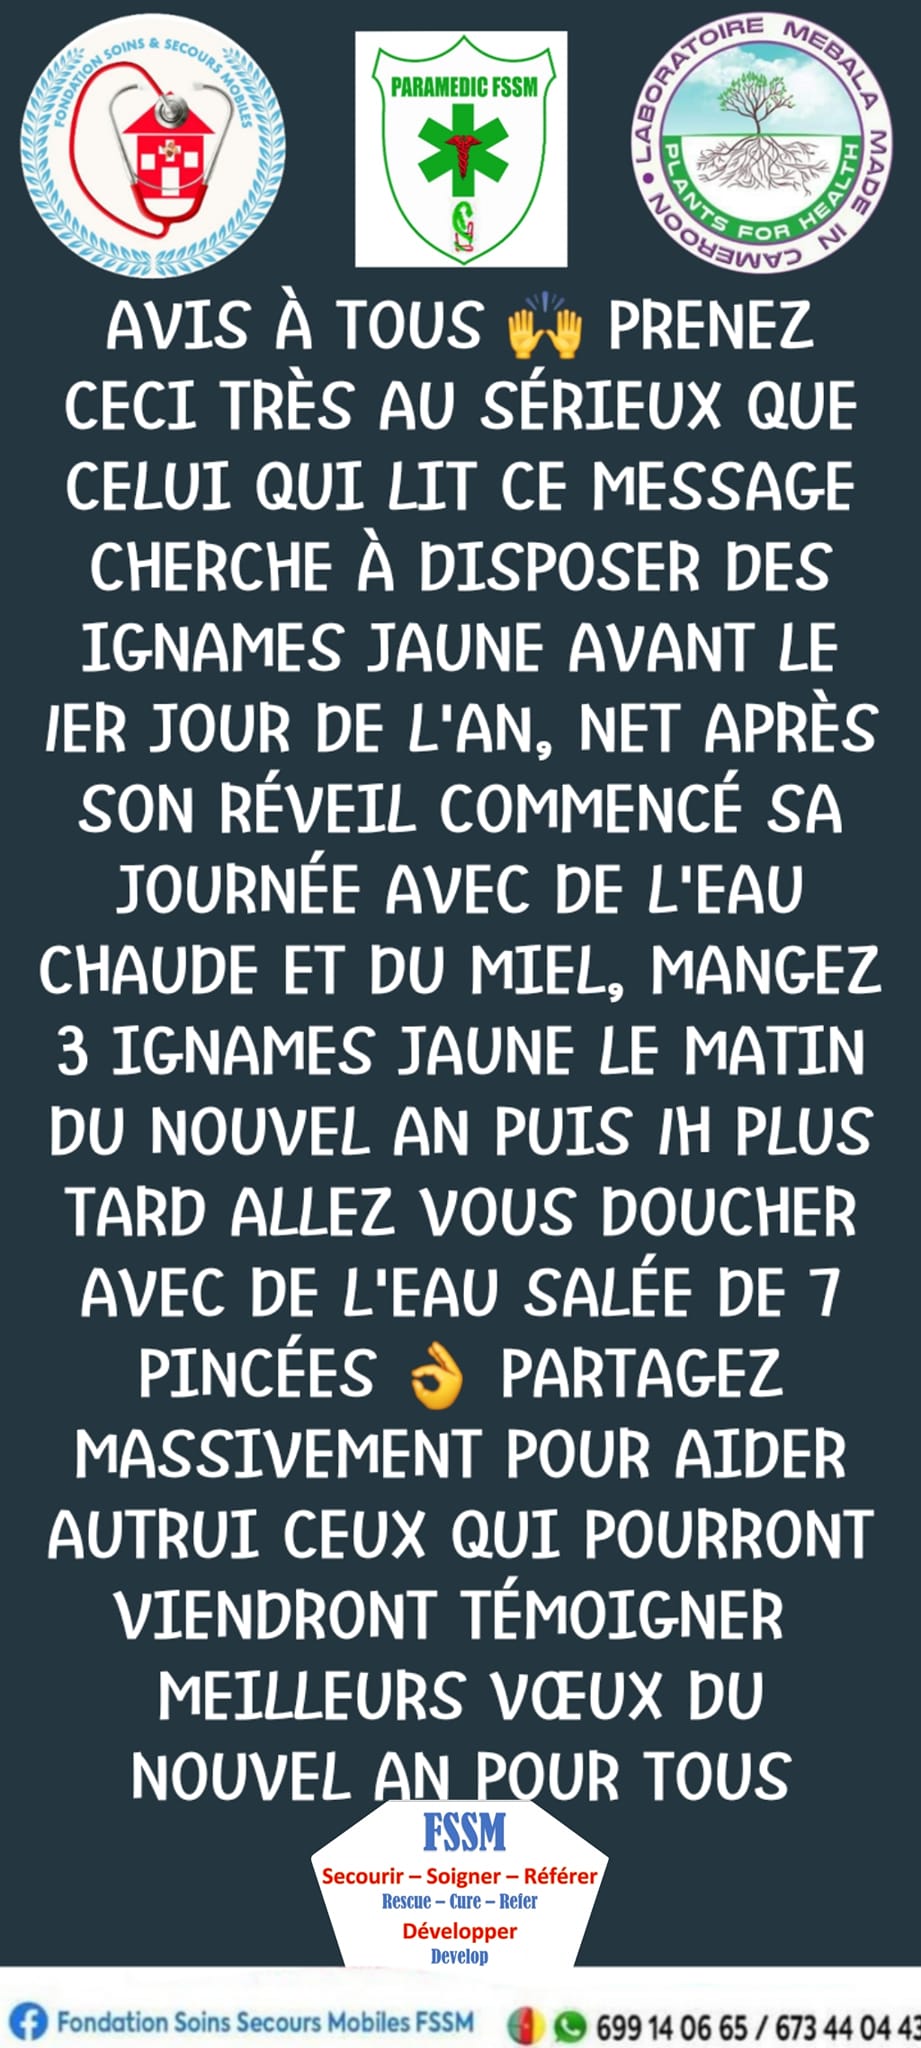 FONDATION SOINS & SECOURS MOBILES
PARAMEDIC FSSM
LABORATOIRE MEBALA MADE IN CAMEROON
PLANTS FOR HEALTH
AVIS À TOUS 🙌 PRENEZ
CECI TRÈS AU SÉRIEUX QUE
CELUI QUI LIT CE MESSAGE
CHERCHE À DISPOSER DES
IGNAMES JAUNE AVANT LE
1ER JOUR DE L'AN, NET APRÈS
SON RÉVEIL COMMENCÉ SA
JOURNÉE AVEC DE L'EAU
CHAUDE ET DU MIEL, MANGEZ
3 IGNAMES JAUNE LE MATIN
DU NOUVEL AN PUIS 1H PLUS
TARD ALLEZ VOUS DOUCHER
AVEC DE L'EAU SALÉE DE 7
PINCÉES 👌 PARTAGEZ
MASSIVEMENT POUR AIDER
AUTRUI CEUX QUI POURRONT
VIENDRONT TÉMOIGNER
MEILLEURS VŒUX DU
NOUVEL AN POUR TOUS
FSSM
Secourir – Soigner – Référer
Rescue – Cure – Refer
Développer
Develop
Fondation Soins Secours Mobiles FSSM 699 14 06 65 / 673 44 04 43